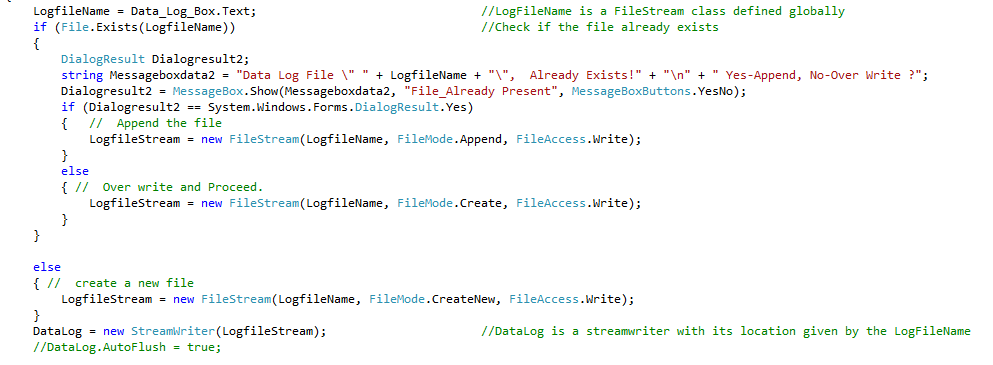 LogfileName = Data_Log_Box.Text; //LogFileName is a FileStream class defined globally
if (File.Exists(LogfileName)) //Check if the file already exists
{
DialogResult Dialogresult2;
string Messageboxdata2 = "Data Log File \" " + LogfileName + "\",  Already Exists!" + "\n" + " Yes-Append, No-Over Write ?";
Dialogresult2 = MessageBox.Show(Messageboxdata2, "File_Already Present", MessageBoxButtons.YesNo);
if (Dialogresult2 == System.Windows.Forms.DialogResult.Yes)
{   //  Append the file
LogfileStream = new FileStream(LogfileName, FileMode.Append, FileAccess.Write);
}
else
{ //  Over write and Proceed.
LogfileStream = new FileStream(LogfileName, FileMode.Create, FileAccess.Write);
}
}
else
{ //  create a new file
LogfileStream = new FileStream(LogfileName, FileMode.CreateNew, FileAccess.Write);
}
DataLog = new StreamWriter(LogfileStream); //DataLog is a streamwriter with its location given by the LogFileName
//DataLog.AutoFlush = true;